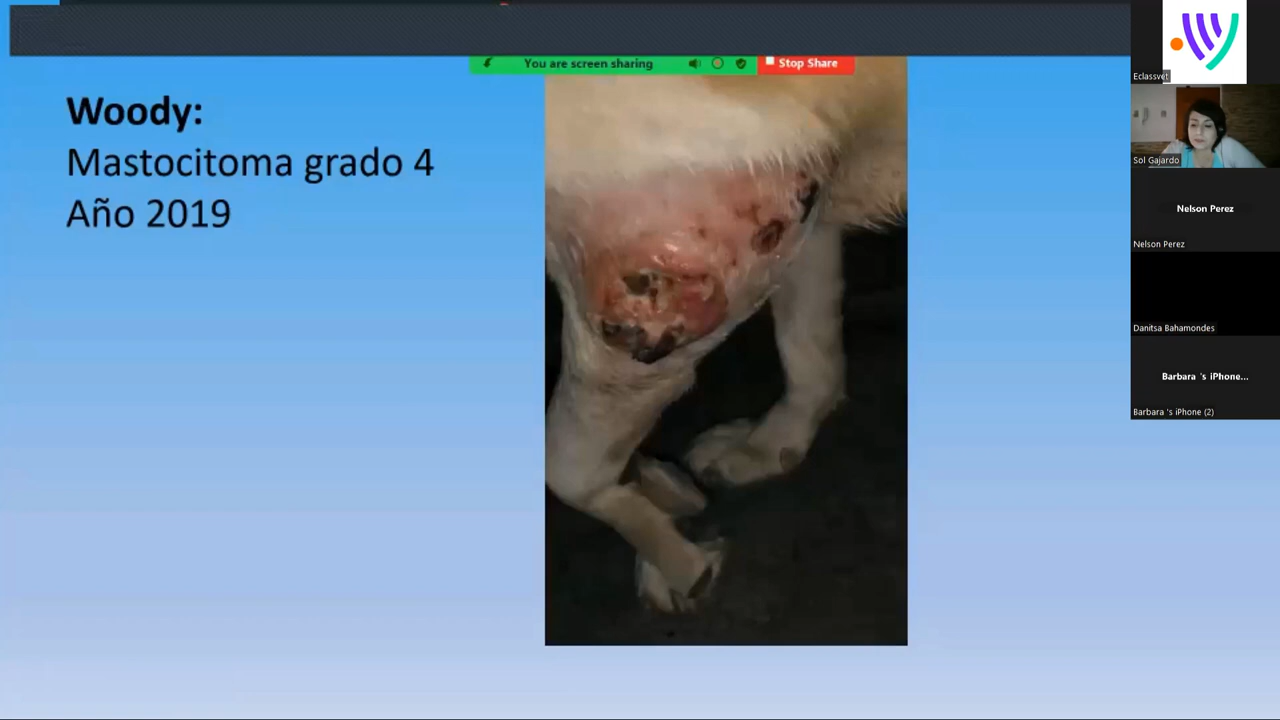 You are screen sharing
Stop Share
Woody:
Mastocitoma grado 4
Año 2019
Eclassvet
Sol Gajardo
Nelson Perez
Nelson Perez
Danitsa Bahamondes
Barbara 's iPhone...
Barbara 's iPhone (2)